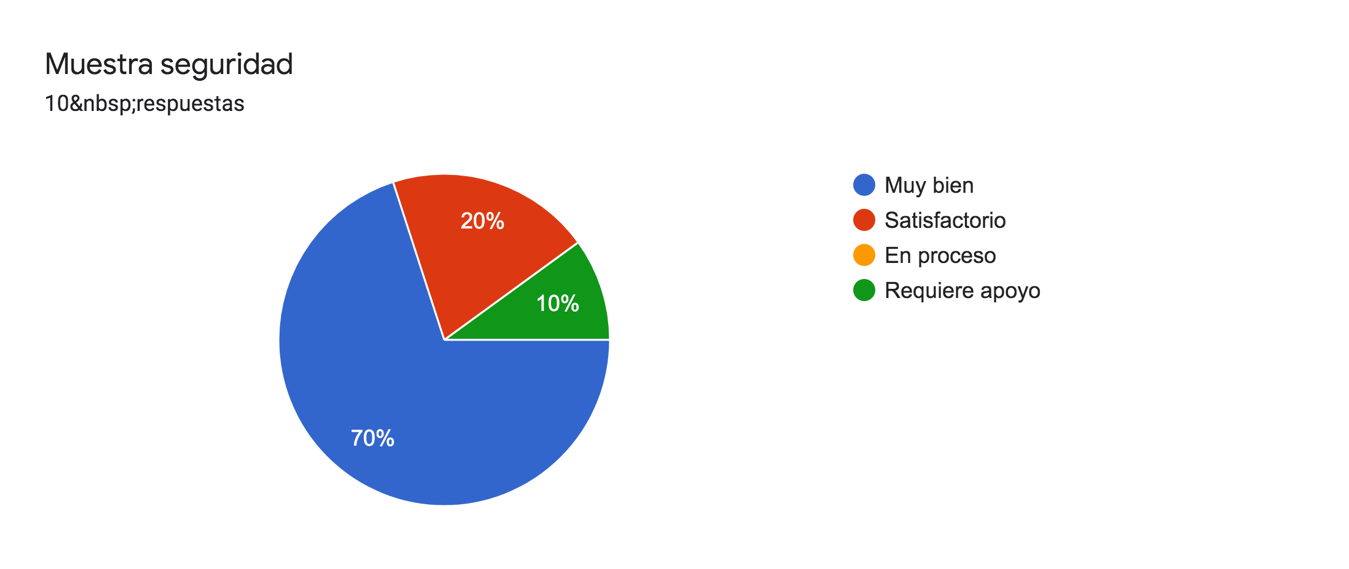 Muestra seguridad
10&nbsp;respuestas
Muy bien
Satisfactorio
En proceso
Requiere apoyo
20%
10%
70%